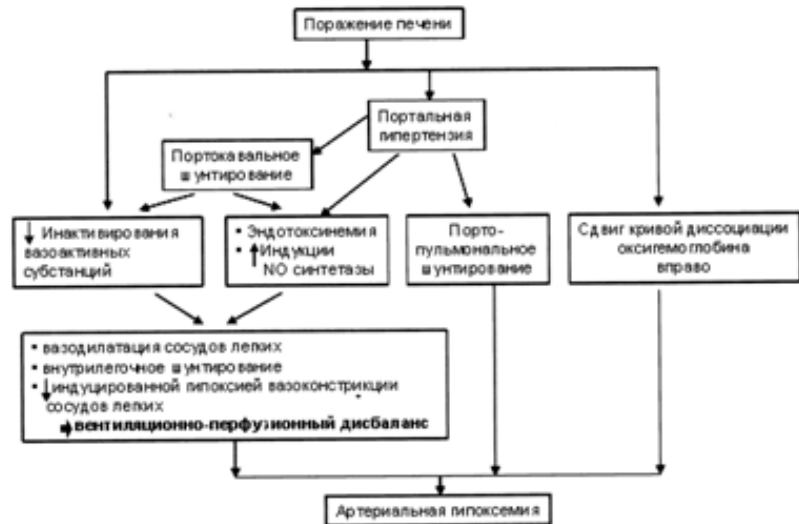 Поражение печени
Портальная
гипертензия
Портокавальное
шунтирование
↓ Инактивирования
вазоактивных
субстанций
▪ Эндотоксинемия
▪ ↑ Индукции
NO синтетазы
Порто-
пульмональное
шунтирование
Сдвиг кривой диссоциации
оксигемоглобина
вправо
▪ вазодилатация сосудов легких
▪ внутрилегочное шунтирование
▪ ↓ индуцированной гипоксией вазоконстрикции
сосудов легких
➡ вентиляционно-перфузионный дисбаланс
Артериальная гипоксемия